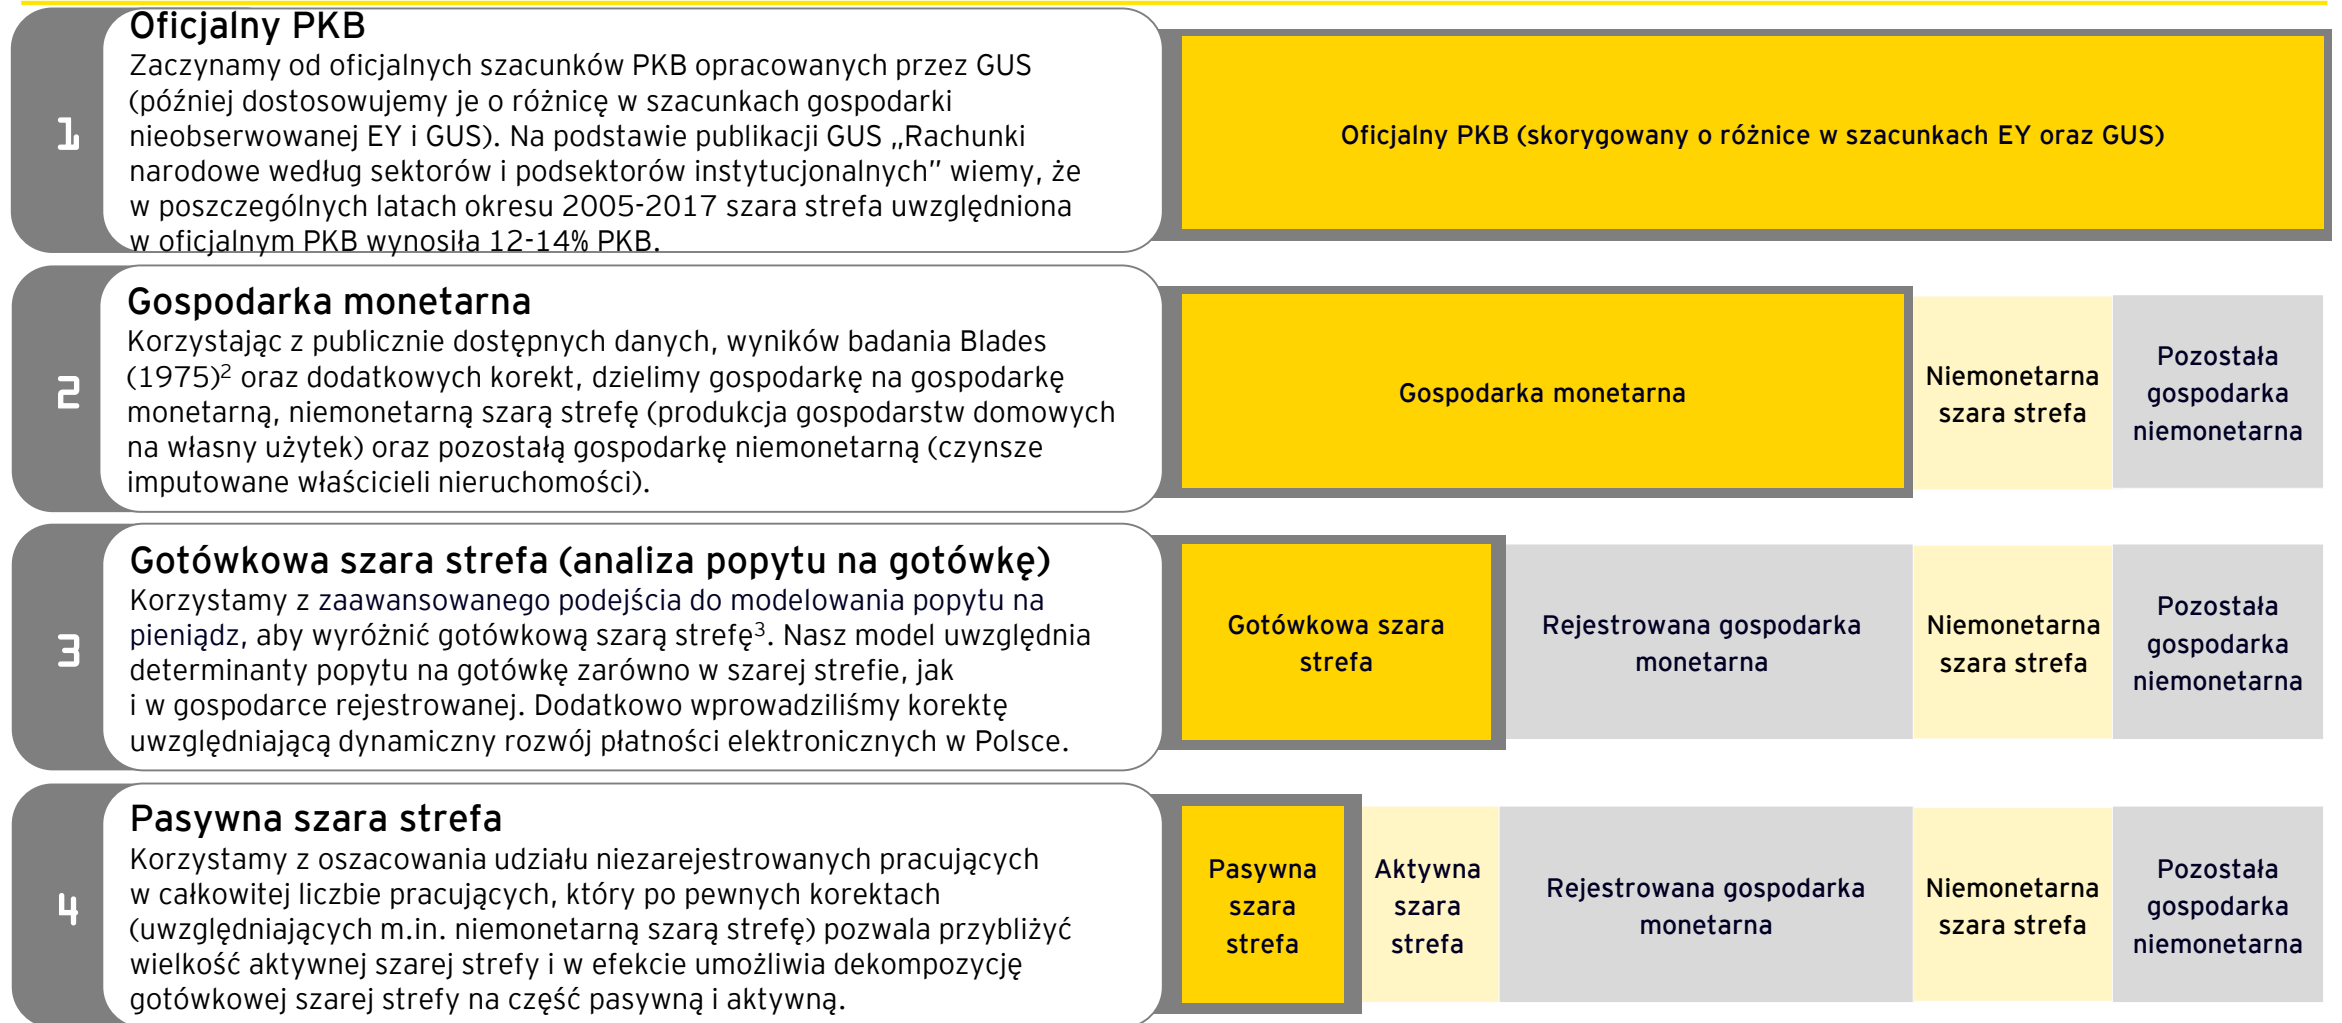 Oficjalny PKB
Zaczynamy od oficjalnych szacunków PKB opracowanych przez GUS
(później dostosowujemy je o różnicę w szacunkach gospodarki
nieobserwowanej EY i GUS). Na podstawie publikacji GUS „Rachunki
narodowe według sektorów i podsektorów instytucjonalnych” wiemy, że
w poszczególnych latach okresu 2005-2017 szara strefa uwzględniona
w oficjalnym PKB wynosiła 12-14% PKB.
1
Oficjalny PKB (skorygowany o różnice w szacunkach EY oraz GUS)
Gospodarka monetarna
Korzystając z publicznie dostępnych danych, wyników badania Blades
(1975)² oraz dodatkowych korekt, dzielimy gospodarkę na gospodarkę
monetarną, niemonetarną szarą strefę (produkcja gospodarstw domowych
na własny użytek) oraz pozostałą gospodarkę niemonetarną (czynsze
imputowane właścicieli nieruchomości).
2
Gospodarka monetarna
Niemonetarna
szara strefa
Pozostała
gospodarka
niemonetarna
Gotówkowa szara strefa (analiza popytu na gotówkę)
Korzystamy z zaawansowanego podejścia do modelowania popytu na
pieniądz, aby wyróżnić gotówkową szarą strefę³. Nasz model uwzględnia
determinanty popytu na gotówkę zarówno w szarej strefie, jak
i w gospodarce rejestrowanej. Dodatkowo wprowadziliśmy korektę
uwzględniającą dynamiczny rozwój płatności elektronicznych w Polsce.
3
Gotówkowa szara
strefa
Rejestrowana gospodarka
monetarna
Niemonetarna
szara strefa
Pozostała
gospodarka
niemonetarna
Pasywna szara strefa
Korzystamy z oszacowania udziału niezarejestrowanych pracujących
w całkowitej liczbie pracujących, który po pewnych korektach
(uwzględniających m.in. niemonetarną szarą strefę) pozwala przybliżyć
wielkość aktywnej szarej strefy i w efekcie umożliwia dekompozycję
gotówkowej szarej strefy na część pasywną i aktywną.
4
Pasywna
szara
strefa
Aktywna
szara
strefa
Rejestrowana gospodarka
monetarna
Niemonetarna
szara strefa
Pozostała
gospodarka
niemonetarna